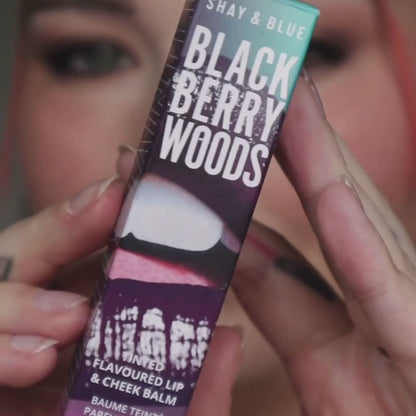 SHAY & BLUE
BLACK
BERRY
WOODS
TINTED
FLAVOURED LIP
& CHEEK BALM
BAUME TEINTÉ